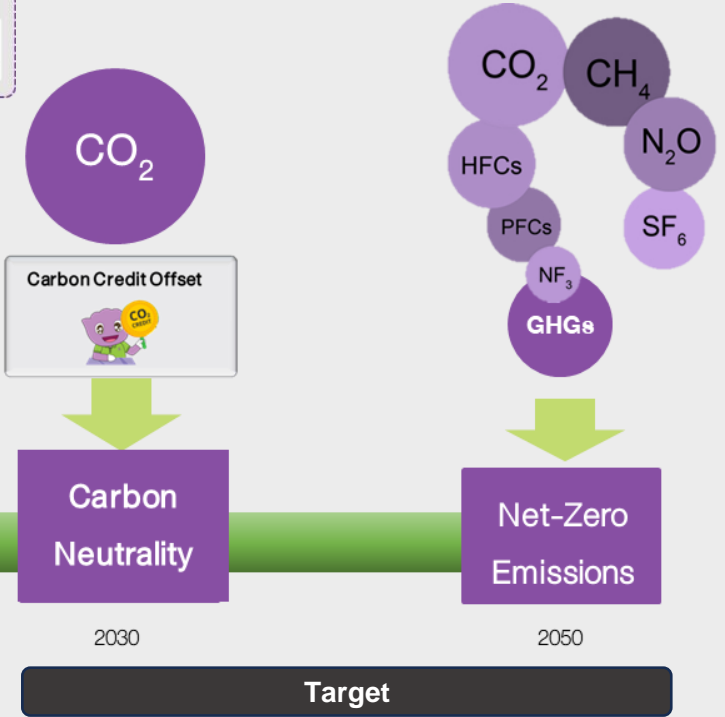 CO2
Carbon Credit Offset
CO2
CREDIT
Carbon
Neutrality
2030
CO2
CH4
N2O
HFCs
PFCs
SF6
NF3
GHGs
Net-Zero
Emissions
2050
Target